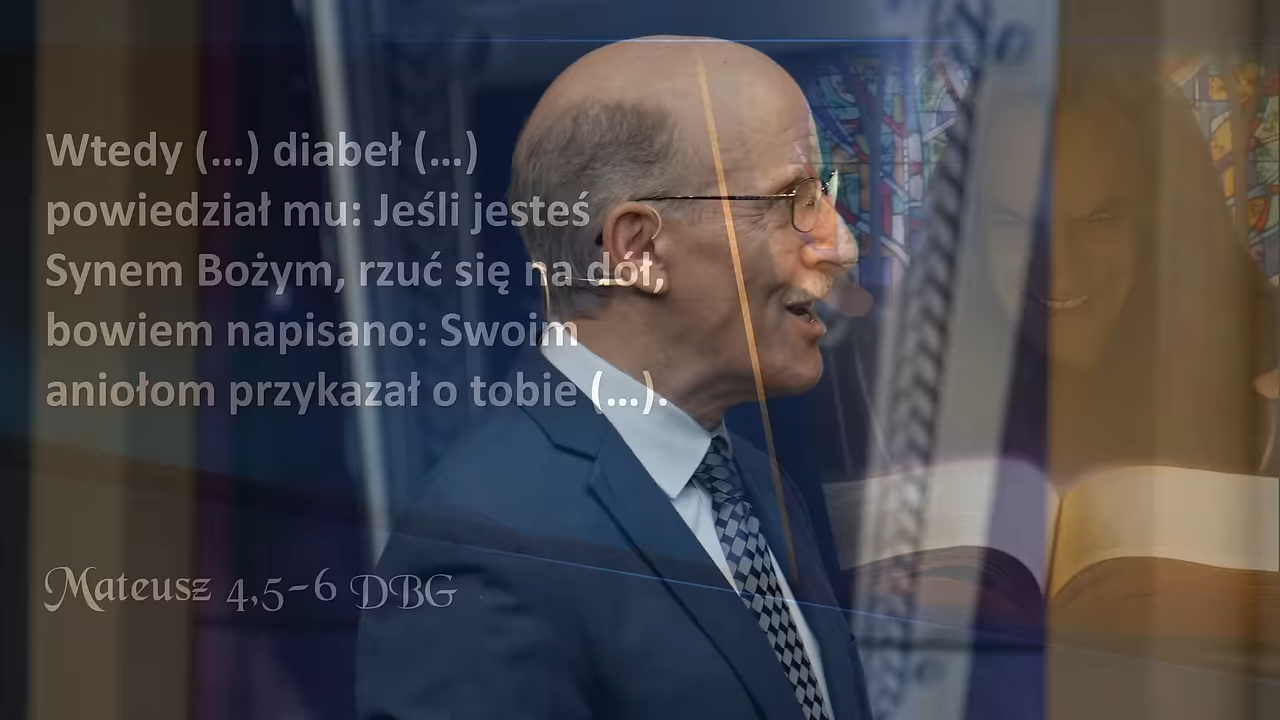 Wtedy (...) diabeł (...)
powiedział mu: Jeśli jesteś
Synem Bożym, rzuć się na dół,
bowiem napisano: Swoim
aniołom przykazał o tobie (...).
Mateusz 4,5-6 DBG